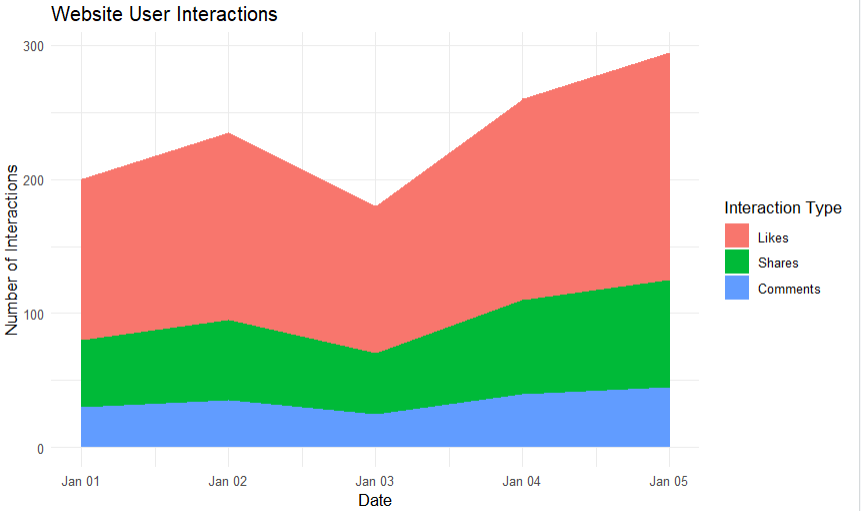 Website User Interactions
300
200
100
0
Number of Interactions
Jan 01 Jan 02 Jan 03 Jan 04 Jan 05
Date
Interaction Type
Likes
Shares
Comments